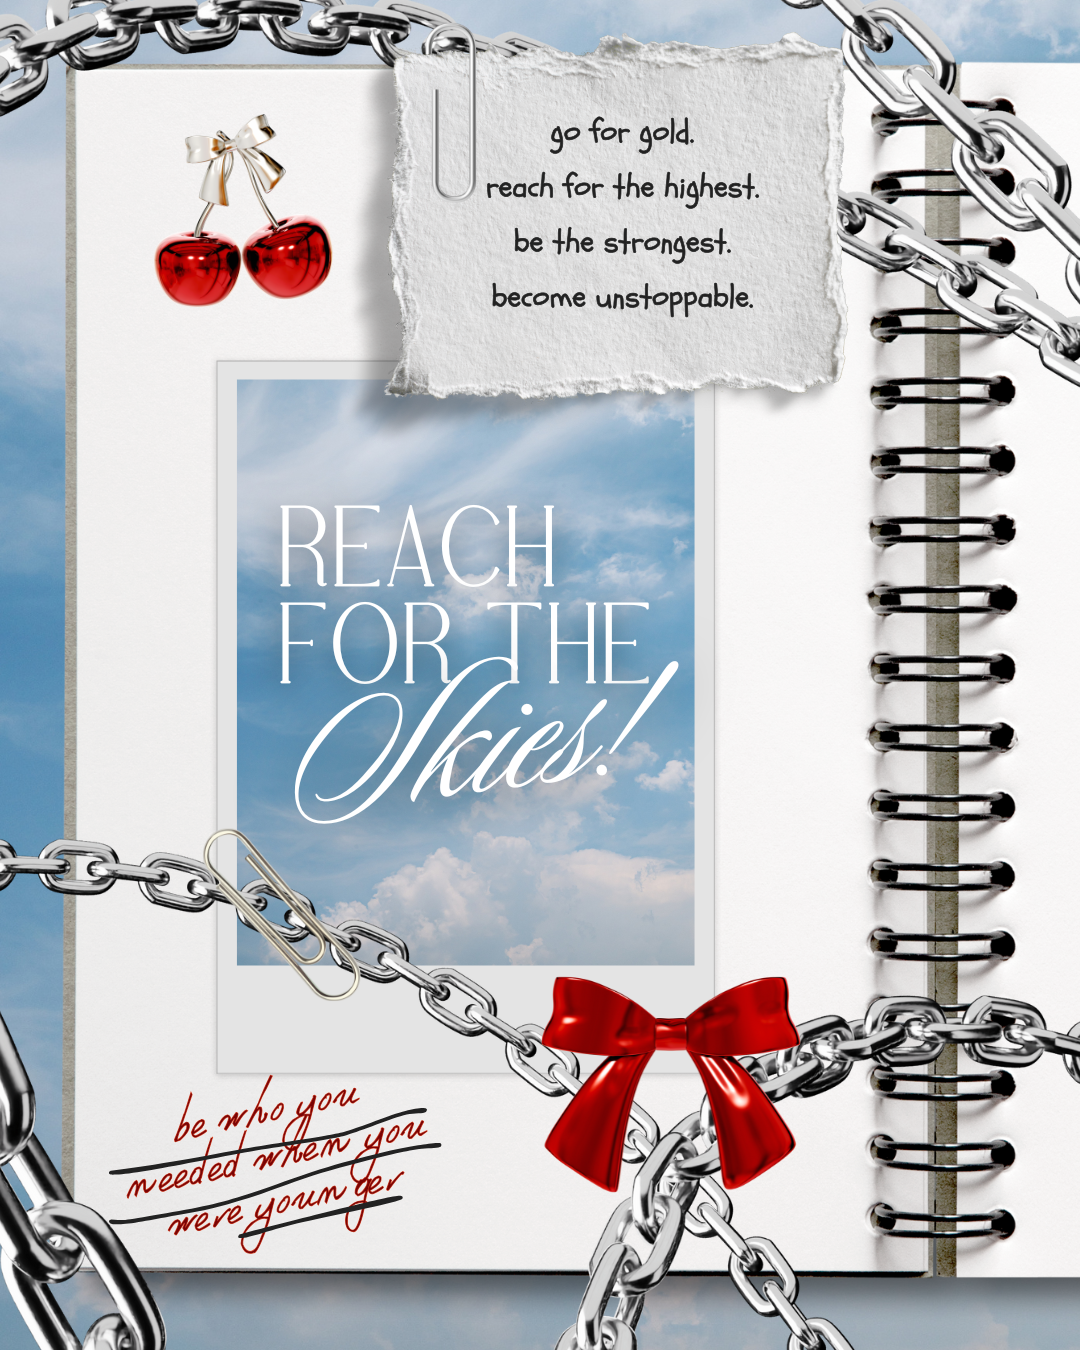 go for gold.
reach for the highest.
be the strongest.
become unstoppable.
REACH
FOR THE
Skies!
be who you
needed when you
were younger